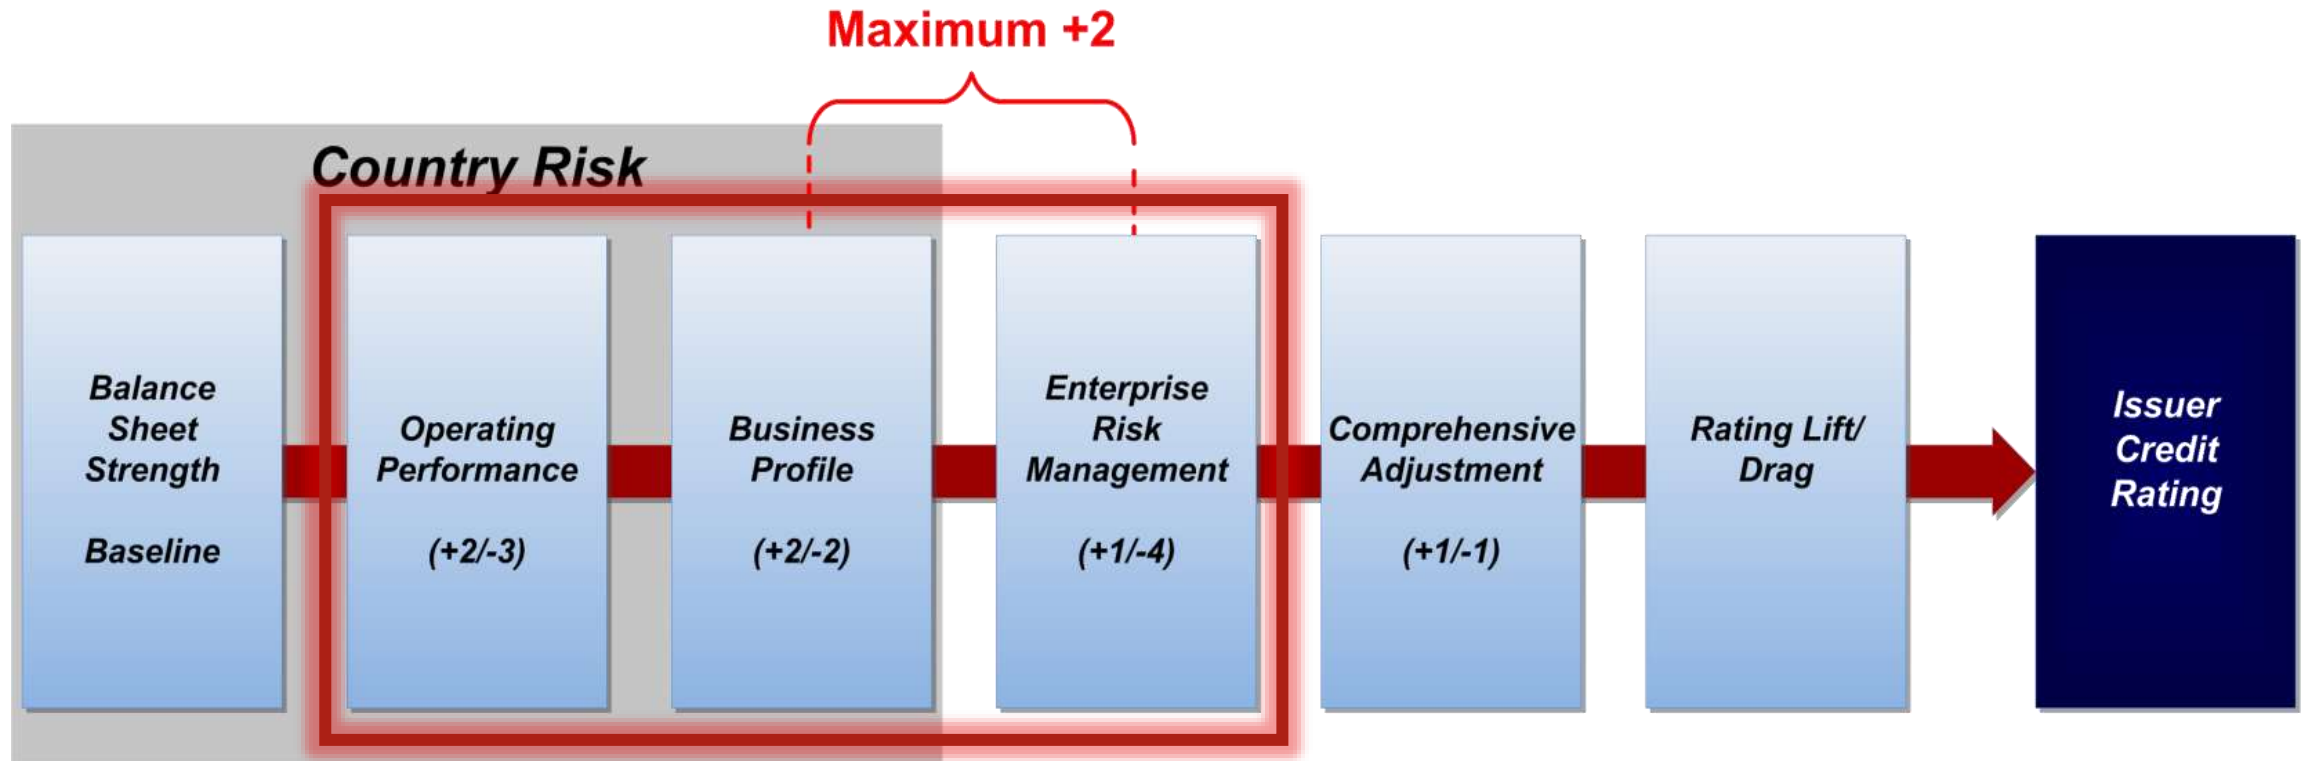 Maximum +2
Country Risk
Balance
Sheet
Strength
Baseline
Operating
Performance
(+2/-3)
Business
Profile
(+2/-2)
Enterprise
Risk
Management
(+1/-4)
Comprehensive
Adjustment
(+1/-1)
Rating Lift/
Drag
Issuer
Credit
Rating